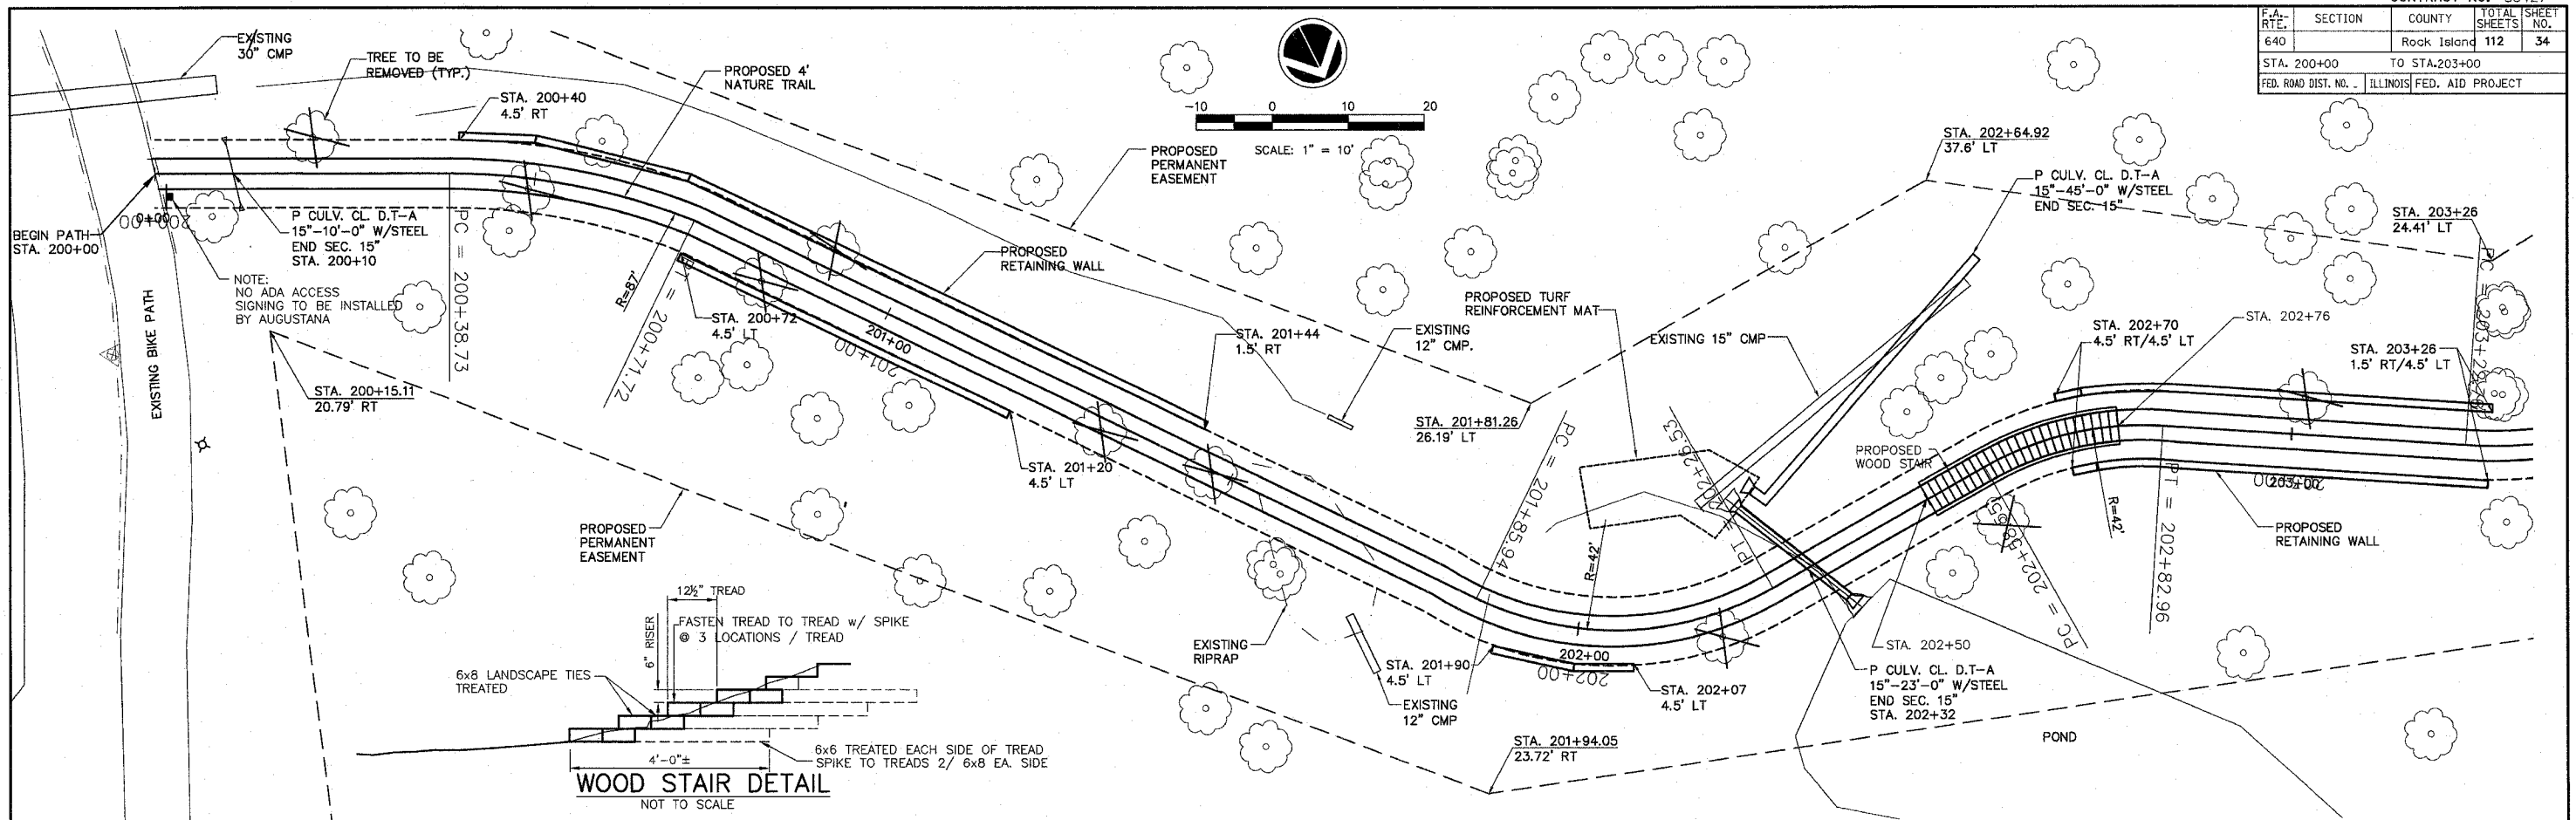 F.A.-
RTE.
SECTION
COUNTY
TOTAL
SHEETS
SHEET
NO.
640
Rock Island
112
34
STA. 200+00
TO STA.203+00
FED. ROAD DIST. NO. -
ILLINOIS
FED. AID PROJECT
EXISTING
30" CMP
TREE TO BE
REMOVED (TYP.)
STA. 200+40
4.5' RT
PROPOSED 4'
NATURE TRAIL
-10
0
10
20
SCALE: 1" = 10'
PROPOSED
PERMANENT
EASEMENT
STA. 202+64.92
37.6' LT
P CULV. CL. D.T-A
15"-45'-0" W/STEEL
END SEC. 15"
STA. 203+26
24.41' LT
BEGIN PATH
STA. 200+00
P CULV. CL. D.T-A
15"-10'-0" W/STEEL
END SEC. 15"
STA. 200+10
NOTE:
NO ADA ACCESS
SIGNING TO BE INSTALLED
BY AUGUSTANA
EXISTING BIKE PATH
PC = 200+38.73
R=87'
PT = 200+71.72
STA. 200+72
4.5' LT
201+00
201+00
PROPOSED
RETAINING WALL
STA. 201+44
1.5' RT
EXISTING
12" CMP.
PROPOSED TURF
REINFORCEMENT MAT
EXISTING 15" CMP
STA. 202+70
4.5' RT/4.5' LT
STA. 202+76
STA. 203+26
1.5' RT/4.5' LT
STA. 200+15.11
20.79' RT
STA. 201+20
4.5' LT
STA. 201+81.26
26.19' LT
PC = 201+85.94
R=42'
PT = 202+26.53
PROPOSED
WOOD STAIR
PC = 202+58.51
R=42'
PT = 202+82.96
203+00
PROPOSED
RETAINING WALL
PROPOSED
PERMANENT
EASEMENT
EXISTING
RIPRAP
STA. 201+90
4.5' LT
EXISTING
12" CMP
202+00
202+00
STA. 202+07
4.5' LT
STA. 202+50
P CULV. CL. D.T-A
15"-23'-0" W/STEEL
END SEC. 15"
STA. 202+32
STA. 201+94.05
23.72' RT
POND
12½" TREAD
6" RISER
FASTEN TREAD TO TREAD w/ SPIKE
@ 3 LOCATIONS / TREAD
6x8 LANDSCAPE TIES
TREATED
6x6 TREATED EACH SIDE OF TREAD
SPIKE TO TREADS 2/ 6x8 EA. SIDE
4'-0"±
WOOD STAIR DETAIL
NOT TO SCALE